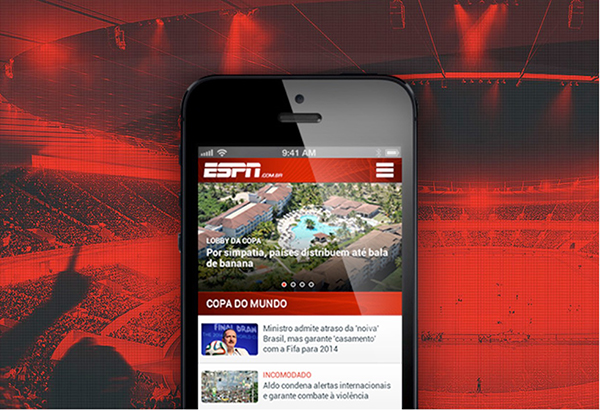 9:41 AM
ESPN.COM.BR
LOBBY DA COPA
Por simpatia, países distribuem até bala
de banana
COPA DO MUNDO
FINAL DRAW
Ministro admite atraso da 'noiva'
Brasil, mas garante 'casamento'
com a Fifa para 2014
INCOMODADO
Aldo condena alertas internacionais
e garante combate à violência